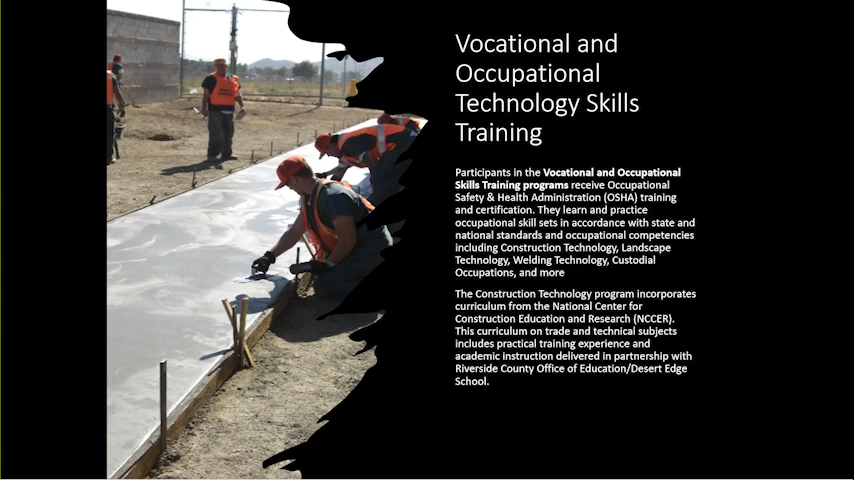 Vocational and
Occupational
Technology Skills
Training
Participants in the Vocational and Occupational
Skills Training programs receive Occupational
Safety & Health Administration (OSHA) training
and certification. They learn and practice
occupational skill sets in accordance with state and
national standards and occupational competencies
including Construction Technology, Landscape
Technology, Welding Technology, Custodial
Occupations, and more
The Construction Technology program incorporates
curriculum from the National Center for
Construction Education and Research (NCCER).
This curriculum on trade and technical subjects
includes practical training experience and
academic instruction delivered in partnership with
Riverside County Office of Education/Desert Edge
School.